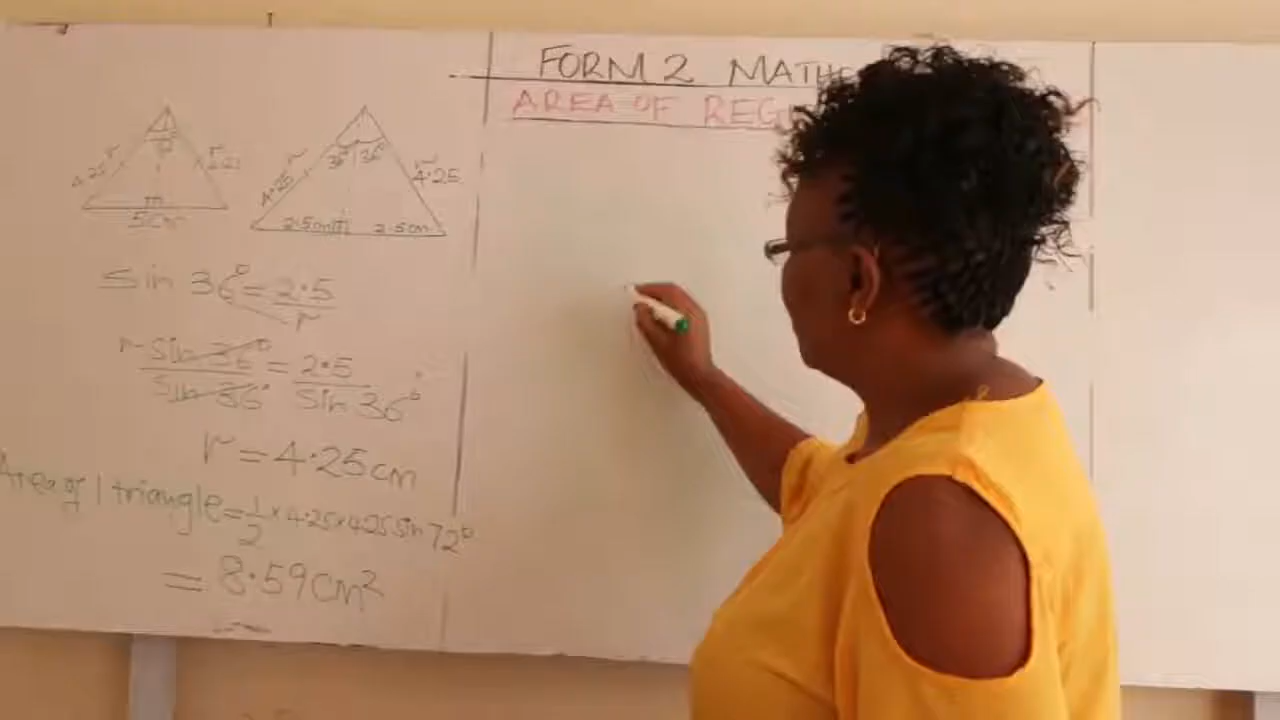 FORM 2 MATHE
AREA OF REG
r
4.25
r
4.25
5cm
36° 36°
r
4.25
r
4.25
2.5cm
2.5cm
Sin 36° = 2.5
r
r Sin 36° = 2.5
Sin 36° Sin 36°
r = 4.25cm
Area of 1 triangle = 1/2 × 4.25 × 4.25 sin 72°
= 8.59cm²